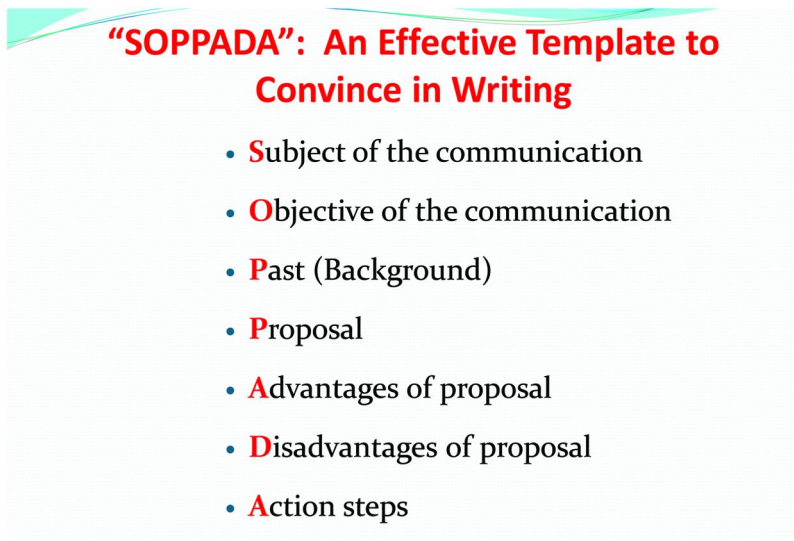 “SOPPADA”:  An Effective Template to
Convince in Writing
• Subject of the communication
• Objective of the communication
• Past (Background)
• Proposal
• Advantages of proposal
• Disadvantages of proposal
• Action steps